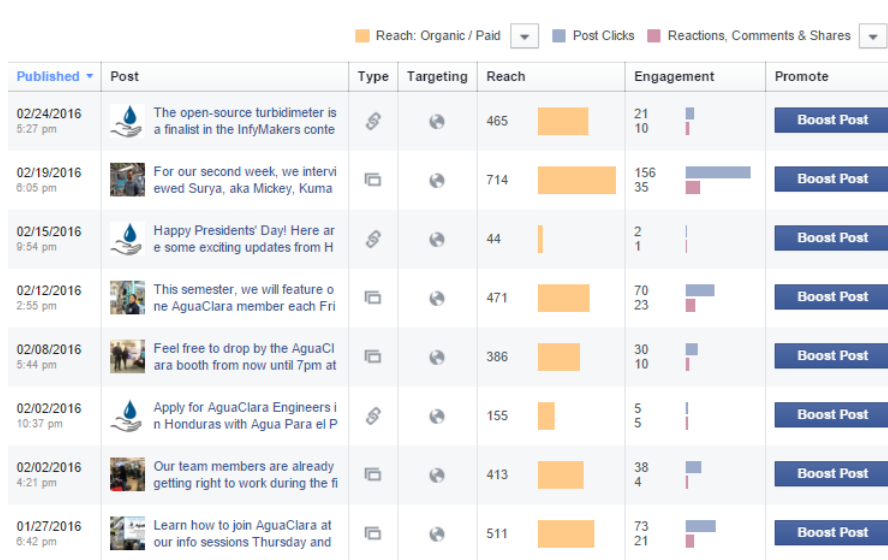 Reach: Organic / Paid Post Clicks Reactions, Comments & Shares
Published Post Type Targeting Reach Engagement Promote
02/24/2016 The open-source turbidimeter is 465 21 Boost Post
5:27 pm a finalist in the InfyMakers conte 10
02/19/2016 For our second week, we intervi 714 156 Boost Post
6:05 pm ewed Surya, aka Mickey, Kuma 35
02/15/2016 Happy Presidents' Day! Here ar 44 2 Boost Post
9:54 pm e some exciting updates from H 1
02/12/2016 This semester, we will feature o 471 70 Boost Post
2:55 pm ne AguaClara member each Fri 23
02/08/2016 Feel free to drop by the AguaCl 386 30 Boost Post
5:44 pm ara booth from now until 7pm at 10
02/02/2016 Apply for AguaClara Engineers i 155 5 Boost Post
10:37 pm n Honduras with Agua Para el P 5
02/02/2016 Our team members are already 413 38 Boost Post
4:21 pm getting right to work during the fi 4
01/27/2016 Learn how to join AguaClara at 511 73 Boost Post
6:42 pm our info sessions Thursday and 21